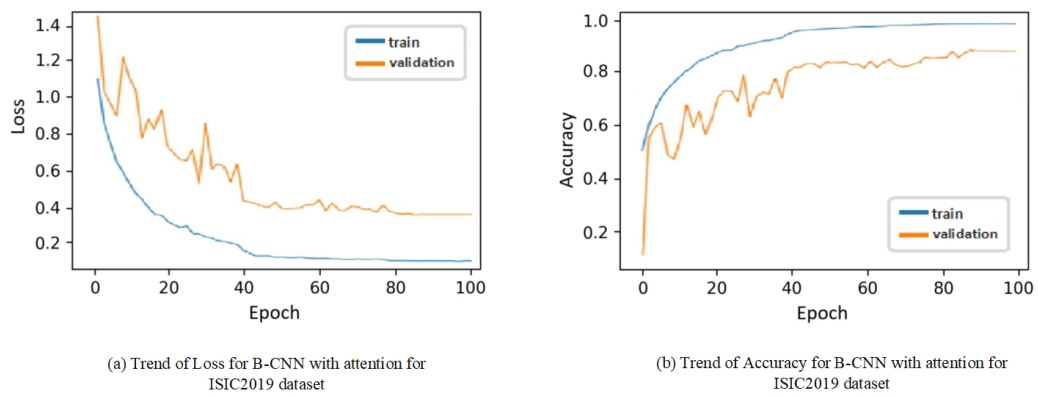 1.4
1.2
1.0
0.8
0.6
0.4
0.2
Loss
train
validation
0 20 40 60 80 100
Epoch
(a) Trend of Loss for B-CNN with attention for
ISIC2019 dataset
1.0
0.8
0.6
0.4
0.2
Accuracy
train
validation
0 20 40 60 80 100
Epoch
(b) Trend of Accuracy for B-CNN with attention for
ISIC2019 dataset